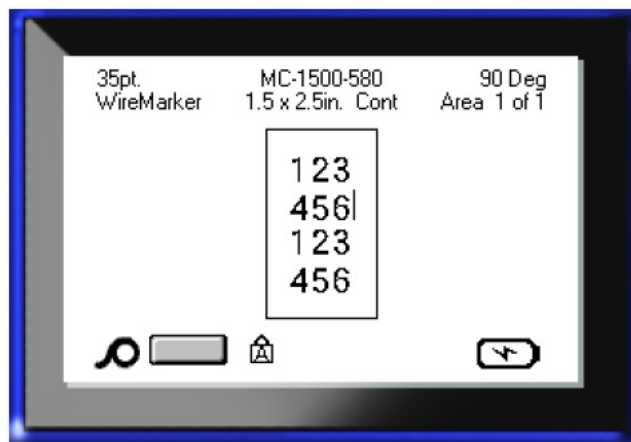 35pt. MC-1500-580 90 Deg
WireMarker 1.5 x 2.5in. Cont Area 1 of 1
123
456
123
456
A